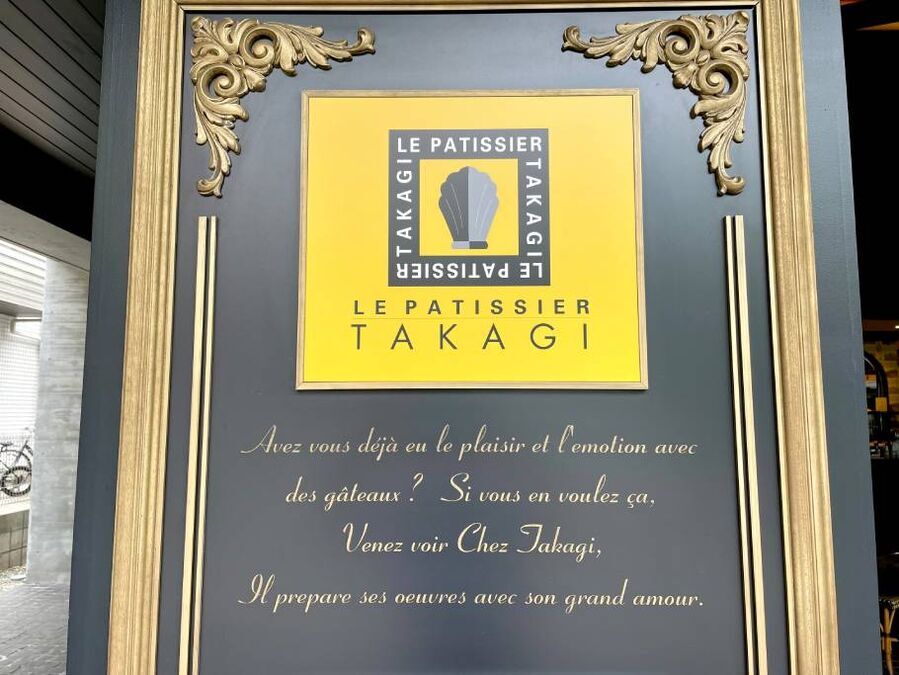 LE PATISSIER
TAKAGI
TAKAGI
LE PATISSIER
LE PATISSIER
TAKAGI
Avez vous déjà eu le plaisir et l'emotion avec
des gâteaux ? Si vous en voulez ça,
Venez voir Chez Takagi,
Il prepare ses oeuvres avec son grand amour.